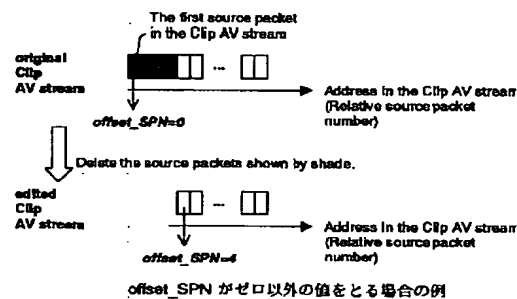 The first source packet
in the Clip AV stream
original
Clip
AV stream
...
Address in the Clip AV stream
(Relative source packet
number)
offset_SPN=0
Delete the source packets shown by shade.
edited
Clip
AV stream
...
Address in the Clip AV stream
(Relative source packet
number)
offset_SPN=4
offset_SPN がゼロ以外の値をとる場合の例